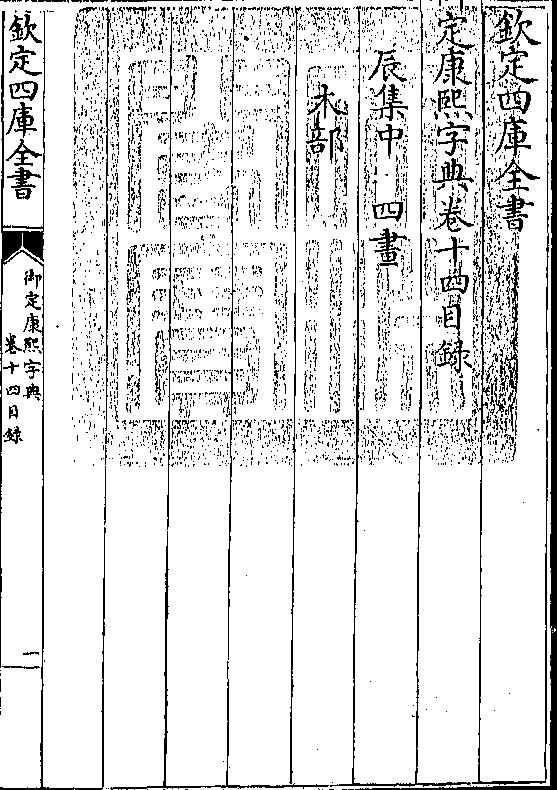 欽定四庫全書
定康熙字典卷十四目録
辰集中 四畫
木部
欽定四庫全書
御定康熙字典
卷十四目録
一